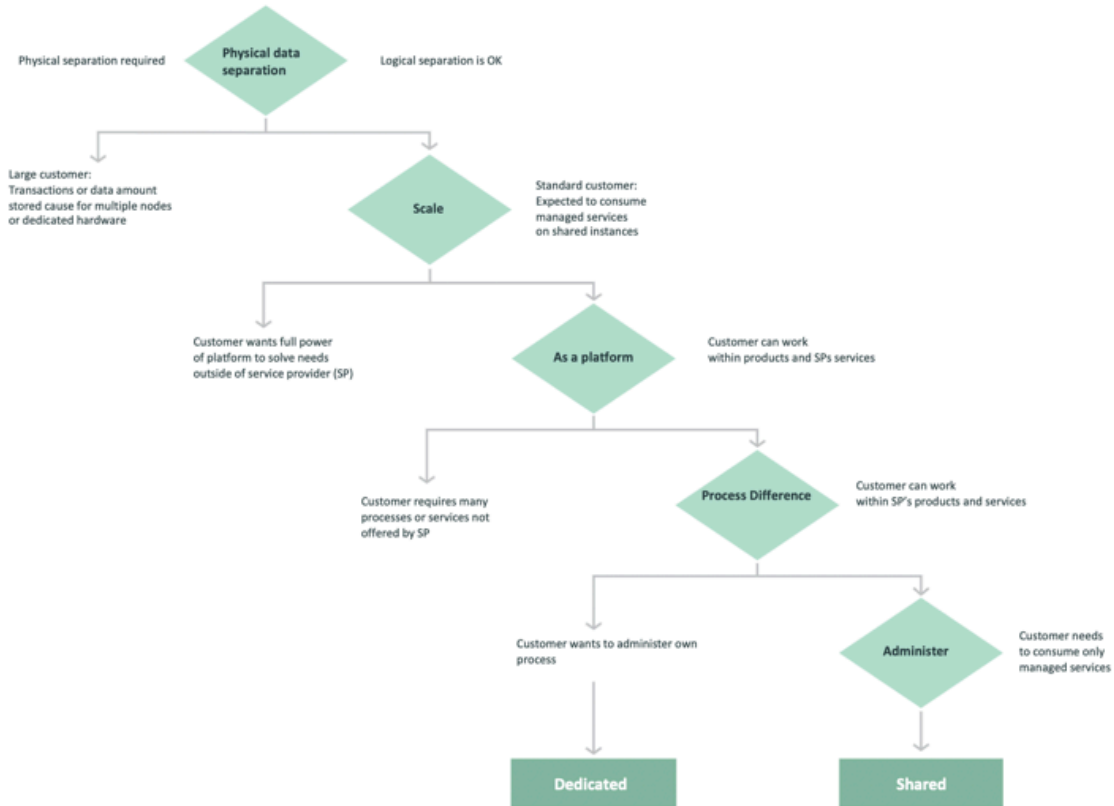 Physical data
separation
Physical separation required
Logical separation is OK
Large customer:
Transactions or data amount
stored cause for multiple nodes
or dedicated hardware
Scale
Standard customer:
Expected to consume
managed services
on shared instances
Customer wants full power
of platform to solve needs
outside of service provider (SP)
As a platform
Customer can work
within products and SPs services
Customer requires many
processes or services not
offered by SP
Process Difference
Customer can work
within SP's products and services
Customer wants to administer own
process
Administer
Customer needs
to consume only
managed services
Dedicated
Shared